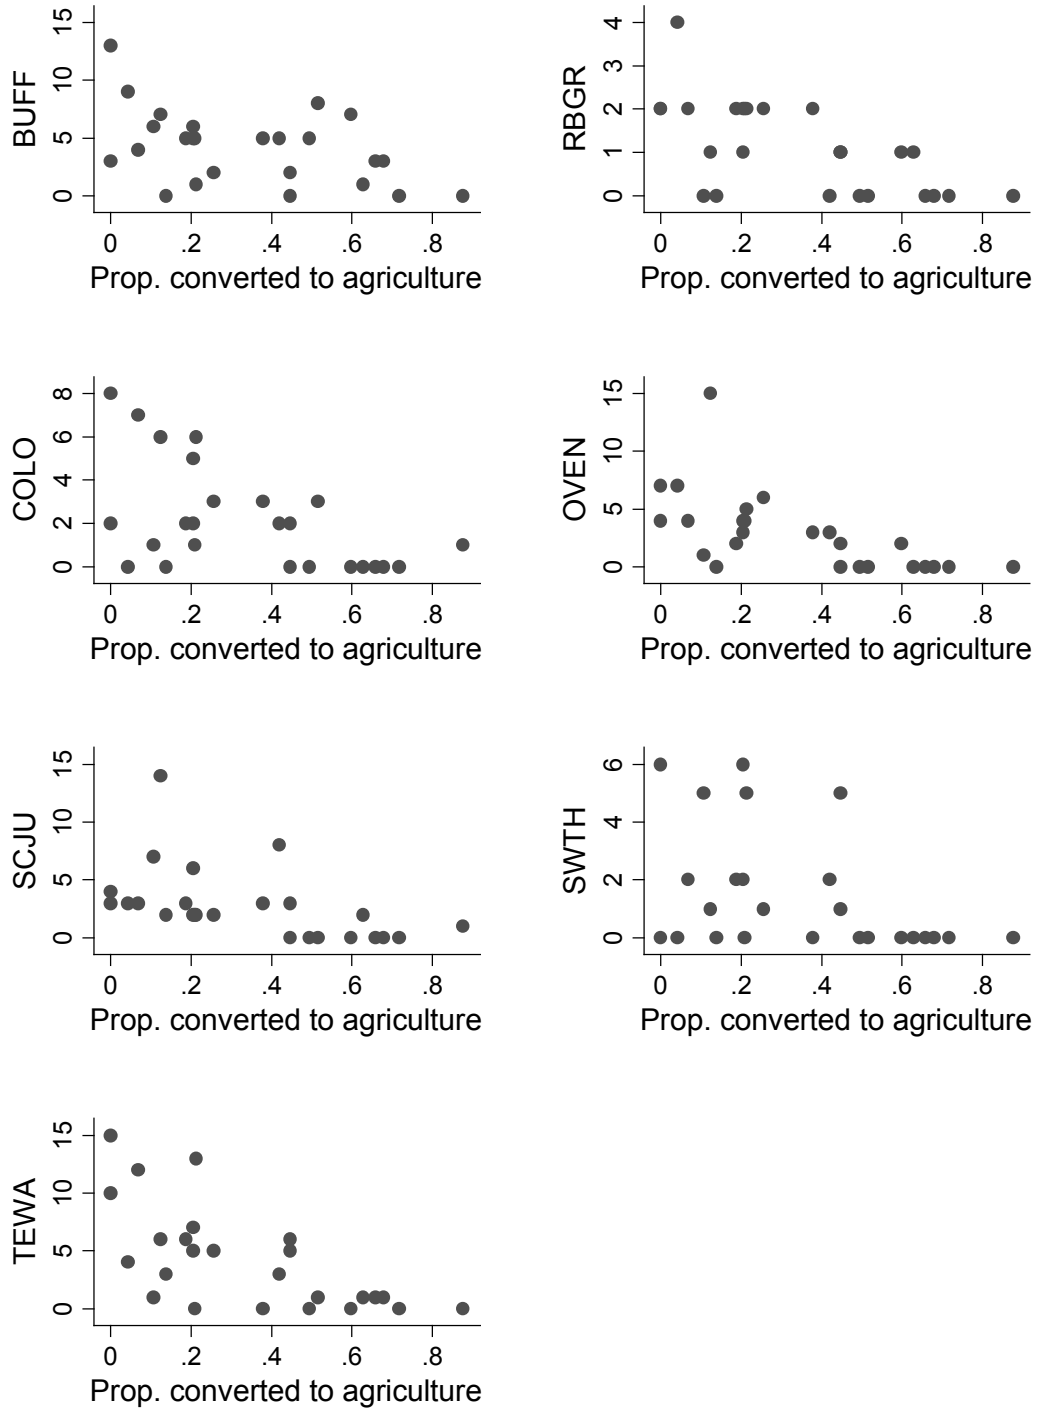 BUFF
15
10
5
0
0 .2 .4 .6 .8
Prop. converted to agriculture
RBGR
4
3
2
1
0
0 .2 .4 .6 .8
Prop. converted to agriculture
COLO
8
6
4
2
0
0 .2 .4 .6 .8
Prop. converted to agriculture
OVEN
15
10
5
0
0 .2 .4 .6 .8
Prop. converted to agriculture
SCJU
15
10
5
0
0 .2 .4 .6 .8
Prop. converted to agriculture
SWTH
6
4
2
0
0 .2 .4 .6 .8
Prop. converted to agriculture
TEWA
15
10
5
0
0 .2 .4 .6 .8
Prop. converted to agriculture